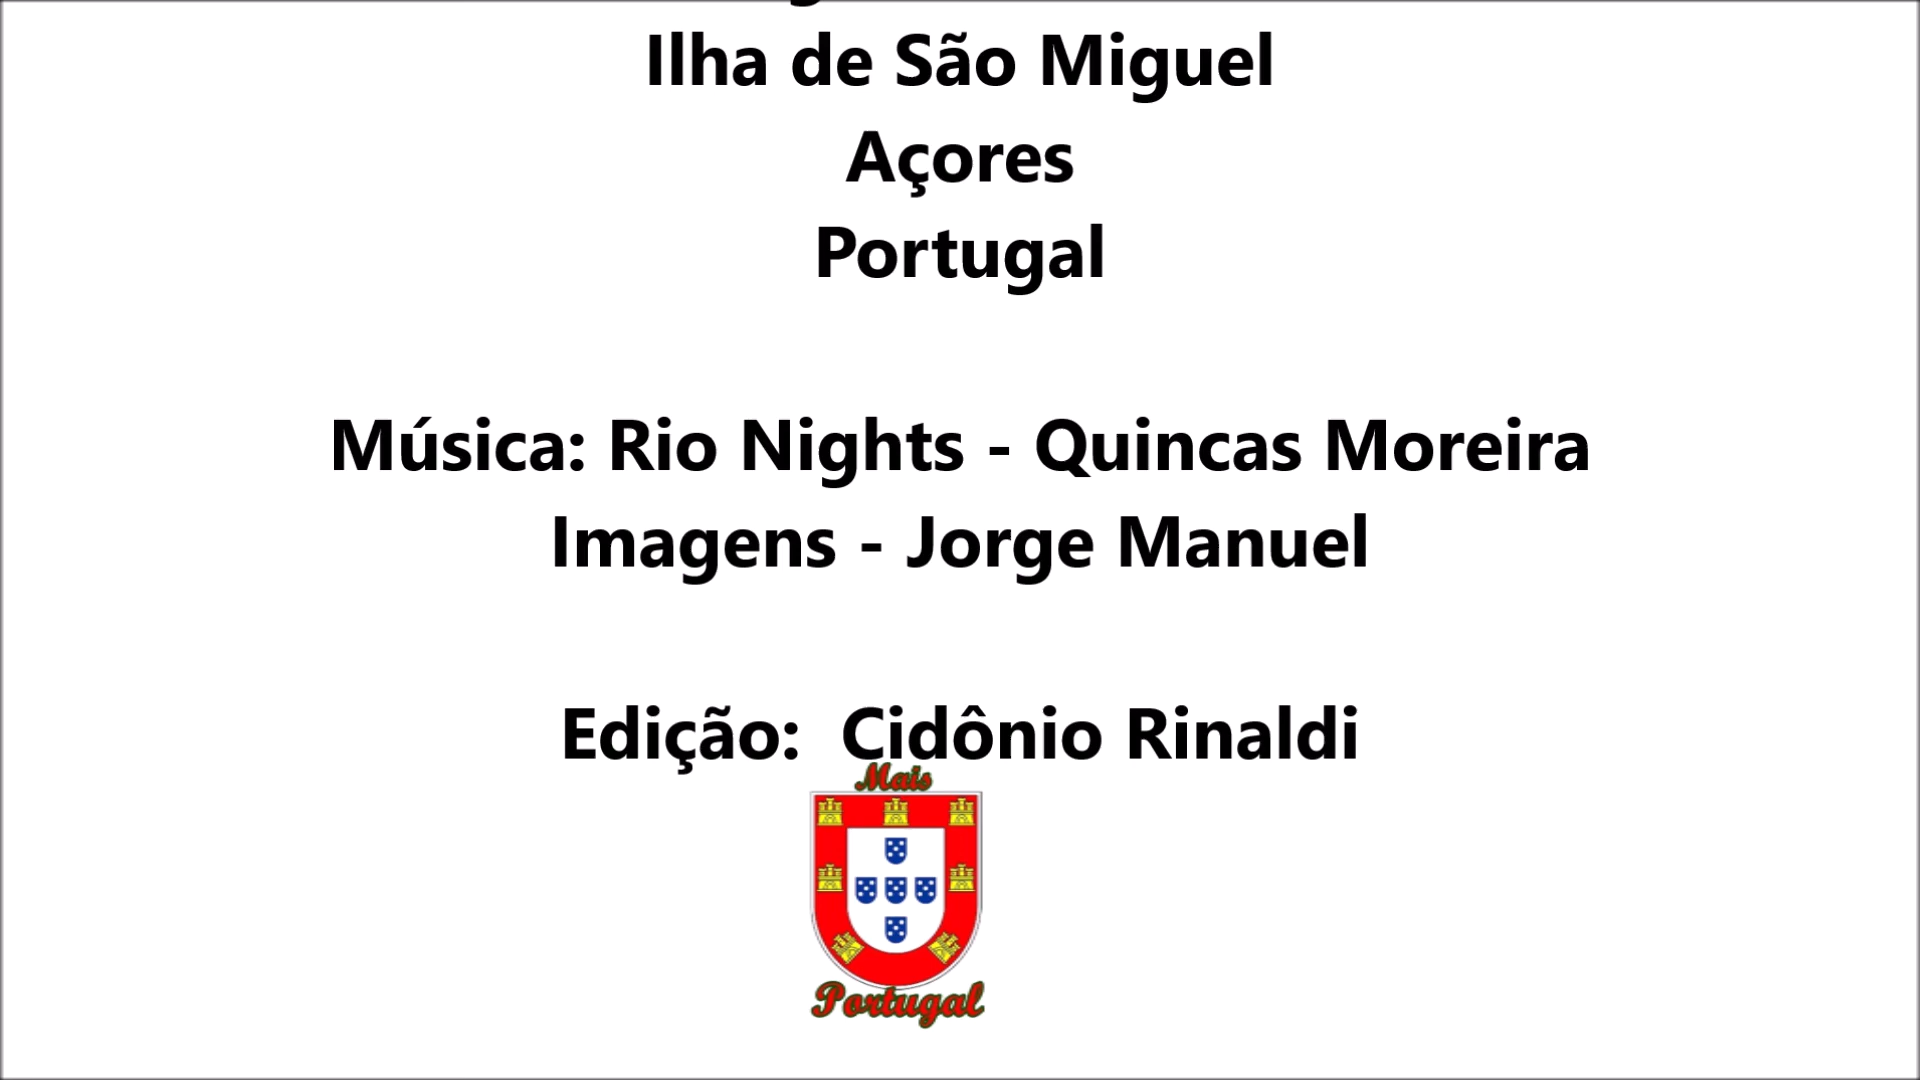 Ilha de São Miguel
Açores
Portugal
Música: Rio Nights - Quincas Moreira
Imagens - Jorge Manuel
Edição:  Cidônio Rinaldi
Mais
Portugal